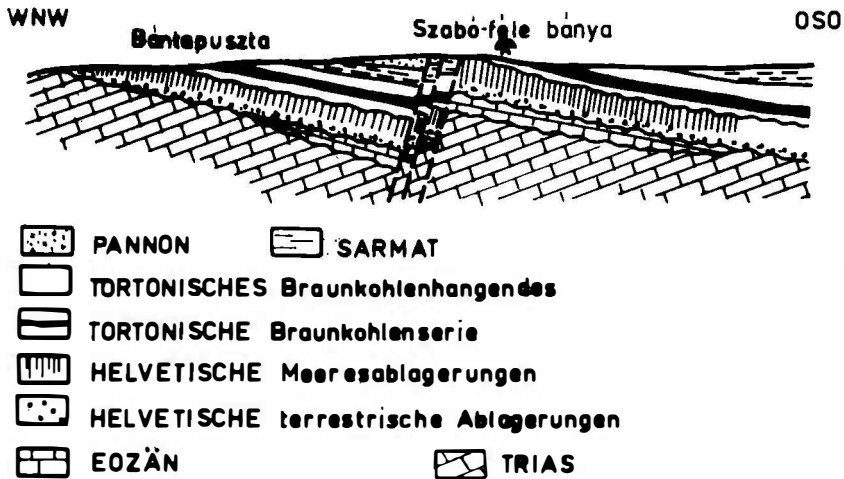 WNW Bántapuszta Szabó-féle bánya OSO
PANNON SARMAT
TORTONISCHES Braunkohlenhangendes
TORTONISCHE Braunkohlenserie
HELVETISCHE Meeresablagerungen
HELVETISCHE terrestrische Ablagerungen
EOZÄN TRIAS